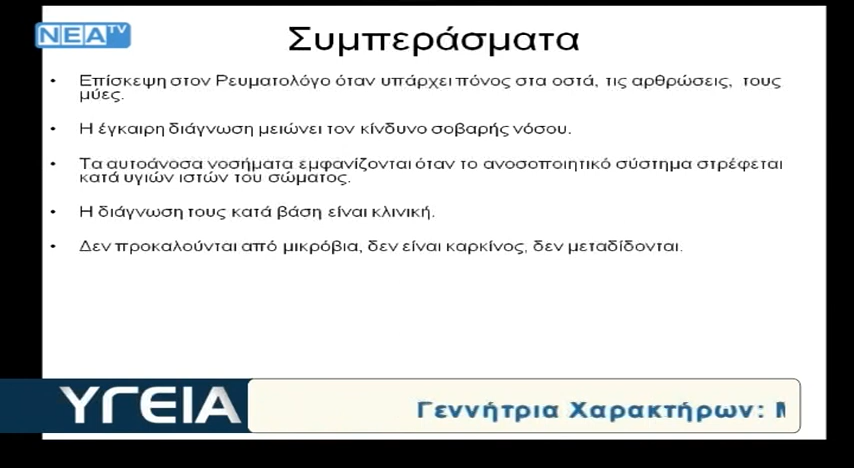 NEA TV
Συμπεράσματα
• Επίσκεψη στον Ρευματολόγο όταν υπάρχει πόνος στα οστά, τις αρθρώσεις, τους
μύες.
• Η έγκαιρη διάγνωση μειώνει τον κίνδυνο σοβαρής νόσου.
• Τα αυτοάνοσα νοσήματα εμφανίζονται όταν το ανοσοποιητικό σύστημα στρέφεται
κατά υγιών ιστών του σώματος.
• Η διάγνωση τους κατά βάση είναι κλινική.
• Δεν προκαλούνται από μικρόβια, δεν είναι καρκίνος, δεν μεταδίδονται.
ΥΓΕΙΑ
Γεννήτρια Χαρακτήρων: